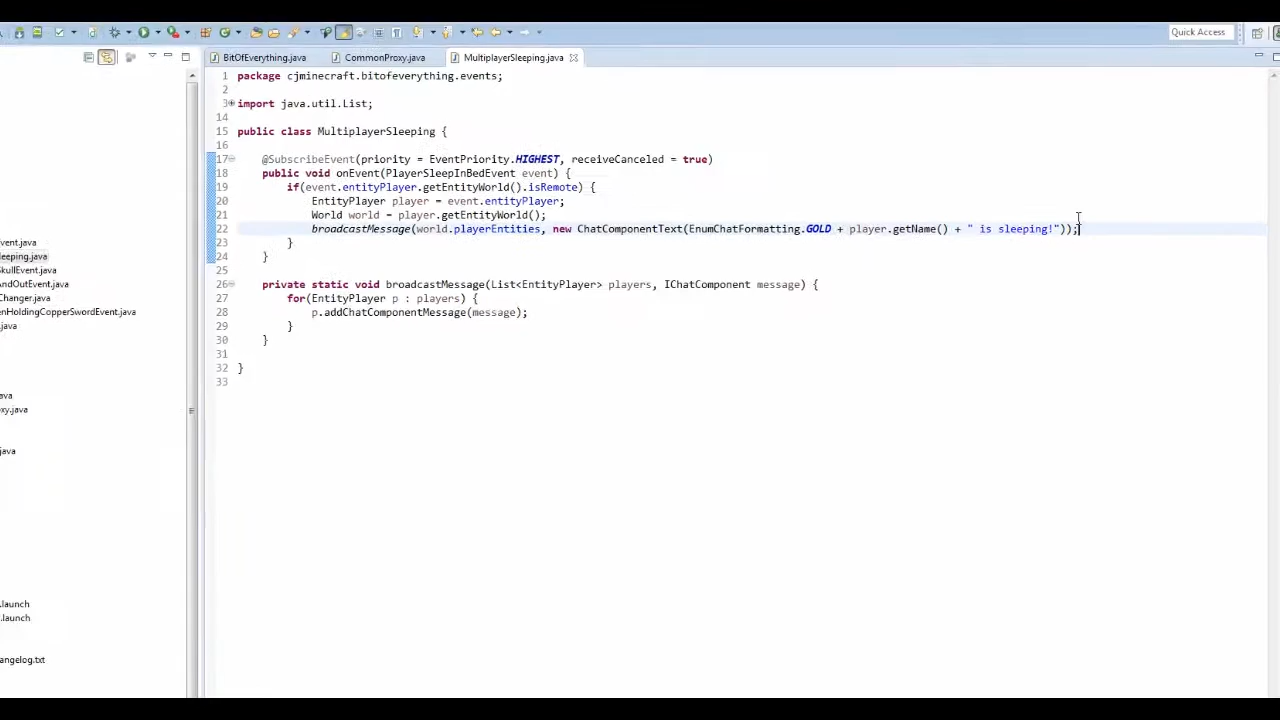 Quick Access
BitOfEverything.java
CommonProxy.java
MultiplayerSleeping.java
1 package cjminecraft.bitofeverything.events;
2
3 import java.util.List;
14
15 public class MultiplayerSleeping {
16
17 @SubscribeEvent(priority = EventPriority.HIGHEST, receiveCanceled = true)
18 public void onEvent(PlayerSleepInBedEvent event) {
19 if(event.entityPlayer.getEntityWorld().isRemote) {
20 EntityPlayer player = event.entityPlayer;
21 World world = player.getEntityWorld();
22 broadcastMessage(world.playerEntities, new ChatComponentText(EnumChatFormatting.GOLD + player.getName() + " is sleeping!"));
23 }
24 }
25
26 private static void broadcastMessage(List<EntityPlayer> players, IChatComponent message) {
27 for(EntityPlayer p : players) {
28 p.addChatComponentMessage(message);
29 }
30 }
31
32 }
33
vent.java
eeping.java
SkullEvent.java
AndOutEvent.java
Changer.java
enHoldingCopperSwordEvent.java
.java
ava
xy.java
java
.launch
.launch
angelog.txt